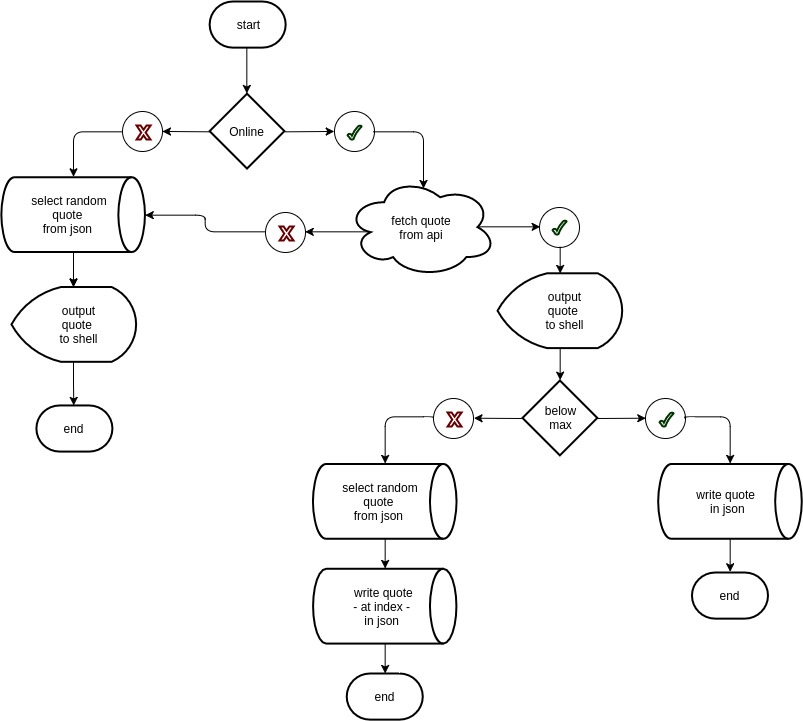 start
Online
select random
quote
from json
fetch quote
from api
output
quote
to shell
output
quote
to shell
below
max
end
select random
quote
from json
write quote
in json
write quote
- at index -
in json
end
end